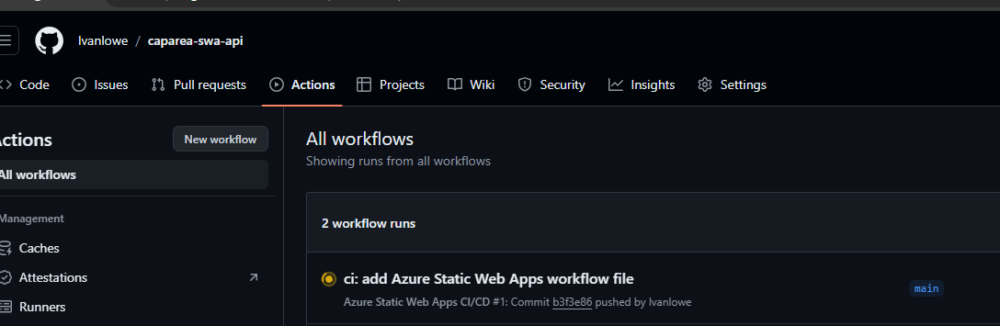 lvanlowe / caparea-swa-api
Code Issues Pull requests Actions Projects Wiki Security Insights Settings
Actions
New workflow
All workflows
Management
Caches
Attestations
Runners
All workflows
Showing runs from all workflows
2 workflow runs
ci: add Azure Static Web Apps workflow file
Azure Static Web Apps CI/CD #1: Commit b3f3e86 pushed by lvanlowe
main